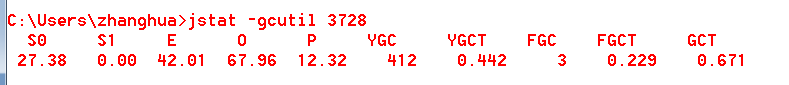 C:\Users\zhanghua>jstat -gcutil 3728
S0 S1 E O P YGC YGCT FGC FGCT GCT
27.38 0.00 42.01 67.96 12.32 412 0.442 3 0.229 0.671